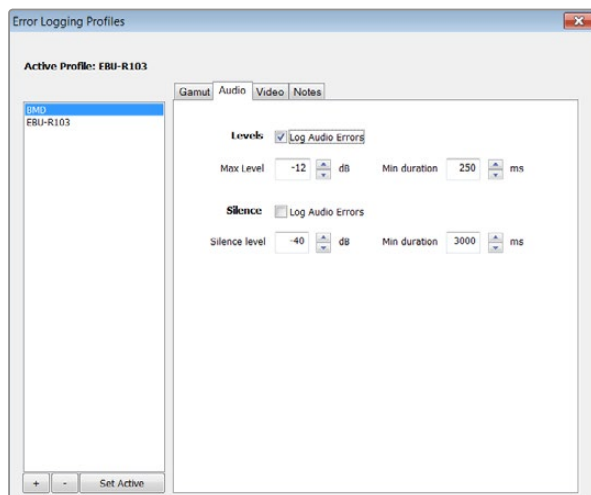 Error Logging Profiles
Active Profile: EBU-R103
Gamut Audio Video Notes
BMD
EBU-R103
Levels Log Audio Errors
Max Level -12 dB Min duration 250 ms
Silence Log Audio Errors
Silence level -40 dB Min duration 3000 ms
+ - Set Active